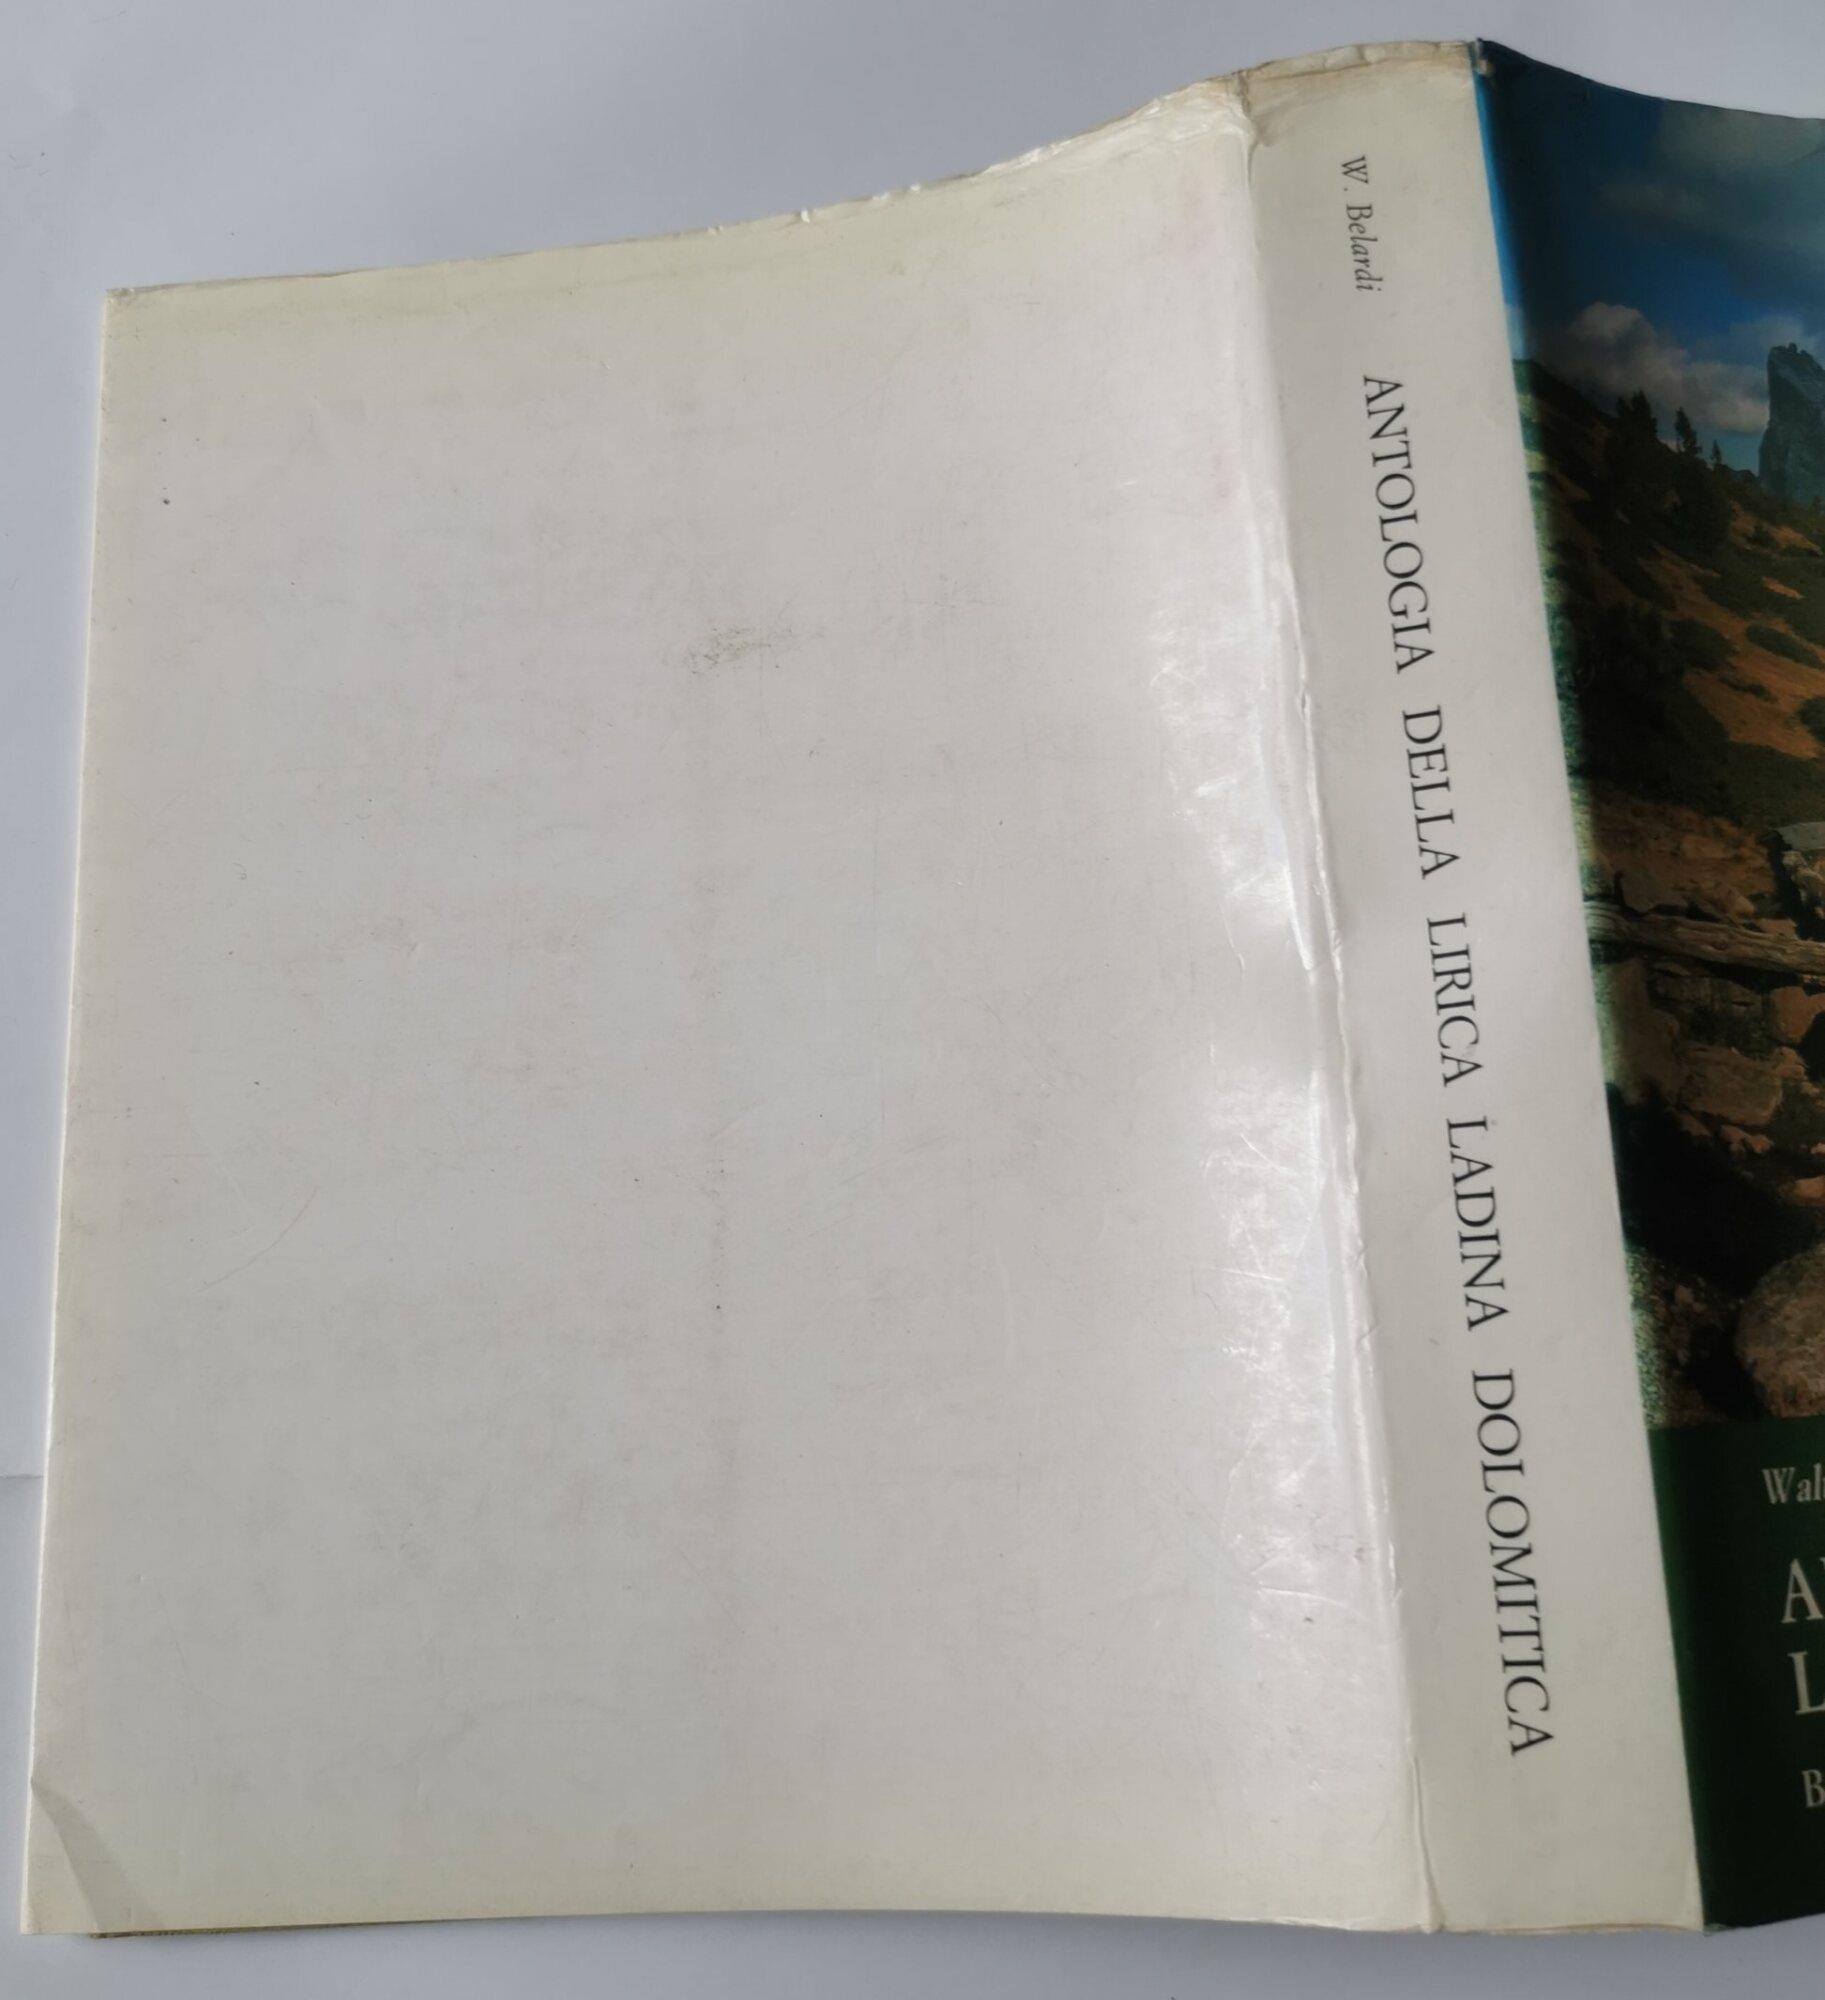 W. Belardi
ANTOLOGIA DELLA LIRICA LADINA DOLOMITICA